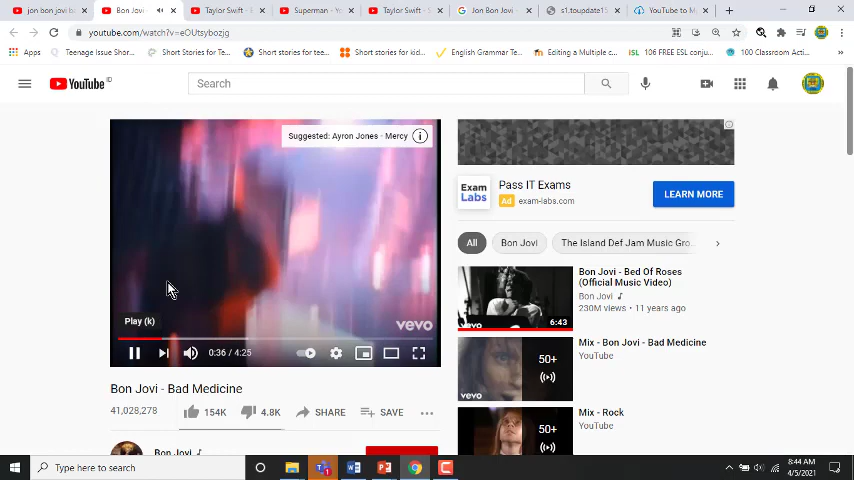 jon bon jovi b
Bon Jovi -
Taylor Swift -
Superman - Yo
Taylor Swift - S
Jon Bon Jovi
s1.toupdate15
YouTube to M
youtube.com/watch?v=eOUtsybozjg
Apps
Teenage Issue Shor...
Short Stories for Te...
Short stories for tee...
Short Stories for kid...
English Grammar Te...
Editing a Multiple c...
ISL
106 FREE ESL conju...
100 Classroom Acti...
»
YouTube ID
Search
Suggested: Ayron Jones - Mercy
Play (k)
vevo
0:36 / 4:25
Bon Jovi - Bad Medicine
41,028,278
154K
4.8K
SHARE
SAVE
Bon Jovi
Exam Labs
Pass IT Exams
Ad exam-labs.com
LEARN MORE
All
Bon Jovi
The Island Def Jam Music Gro
Bon Jovi - Bed Of Roses
(Official Music Video)
Bon Jovi
230M views • 11 years ago
vevo
6:43
Mix - Bon Jovi - Bad Medicine
YouTube
50+
vevo
Mix - Rock
YouTube
50+
Type here to search
1
8:44 AM
4/5/2021